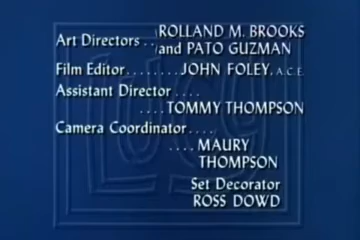 Art Directors .. ROLLAND M. BROOKS
and PATO GUZMAN
Film Editor........JOHN FOLEY, A.C.E.
Assistant Director ....
....TOMMY THOMPSON
Camera Coordinator....
....MAURY
THOMPSON
Set Decorator
ROSS DOWD